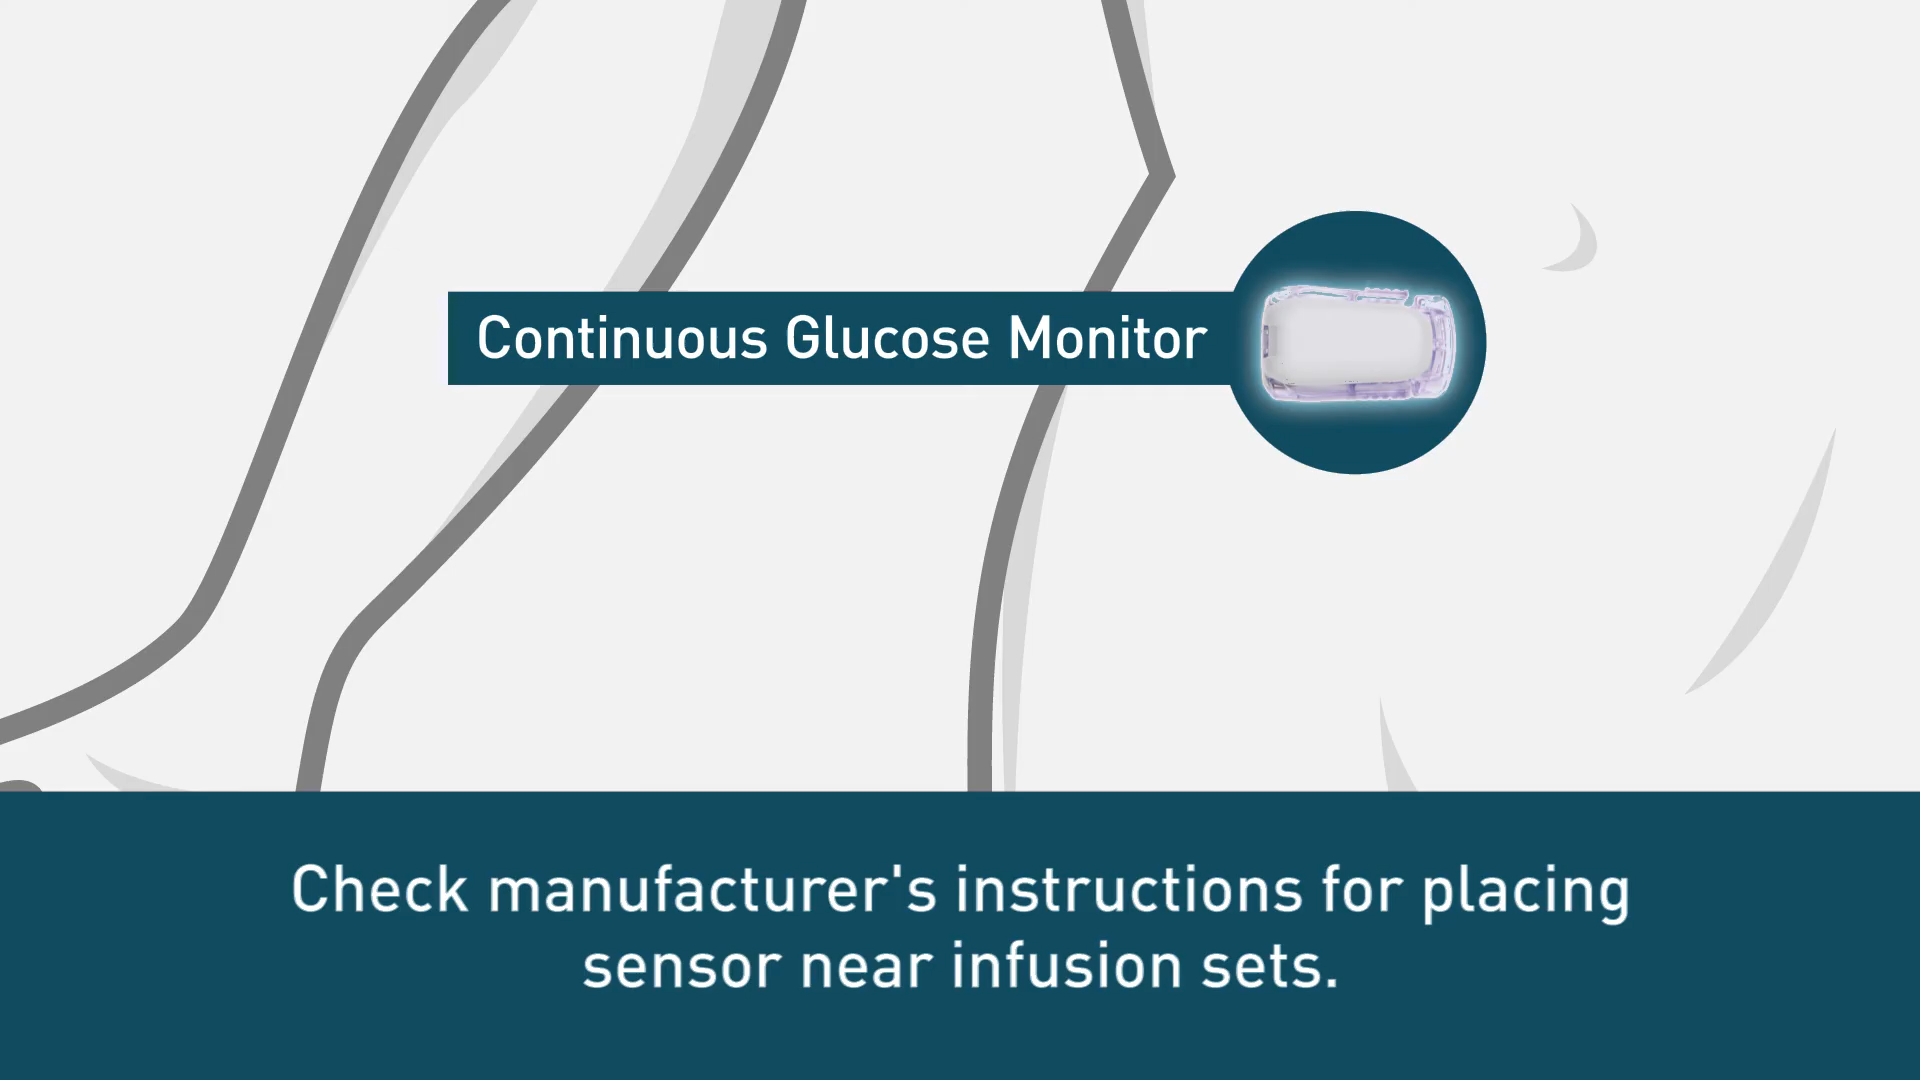 Continuous Glucose Monitor
Check manufacturer's instructions for placing
sensor near infusion sets.